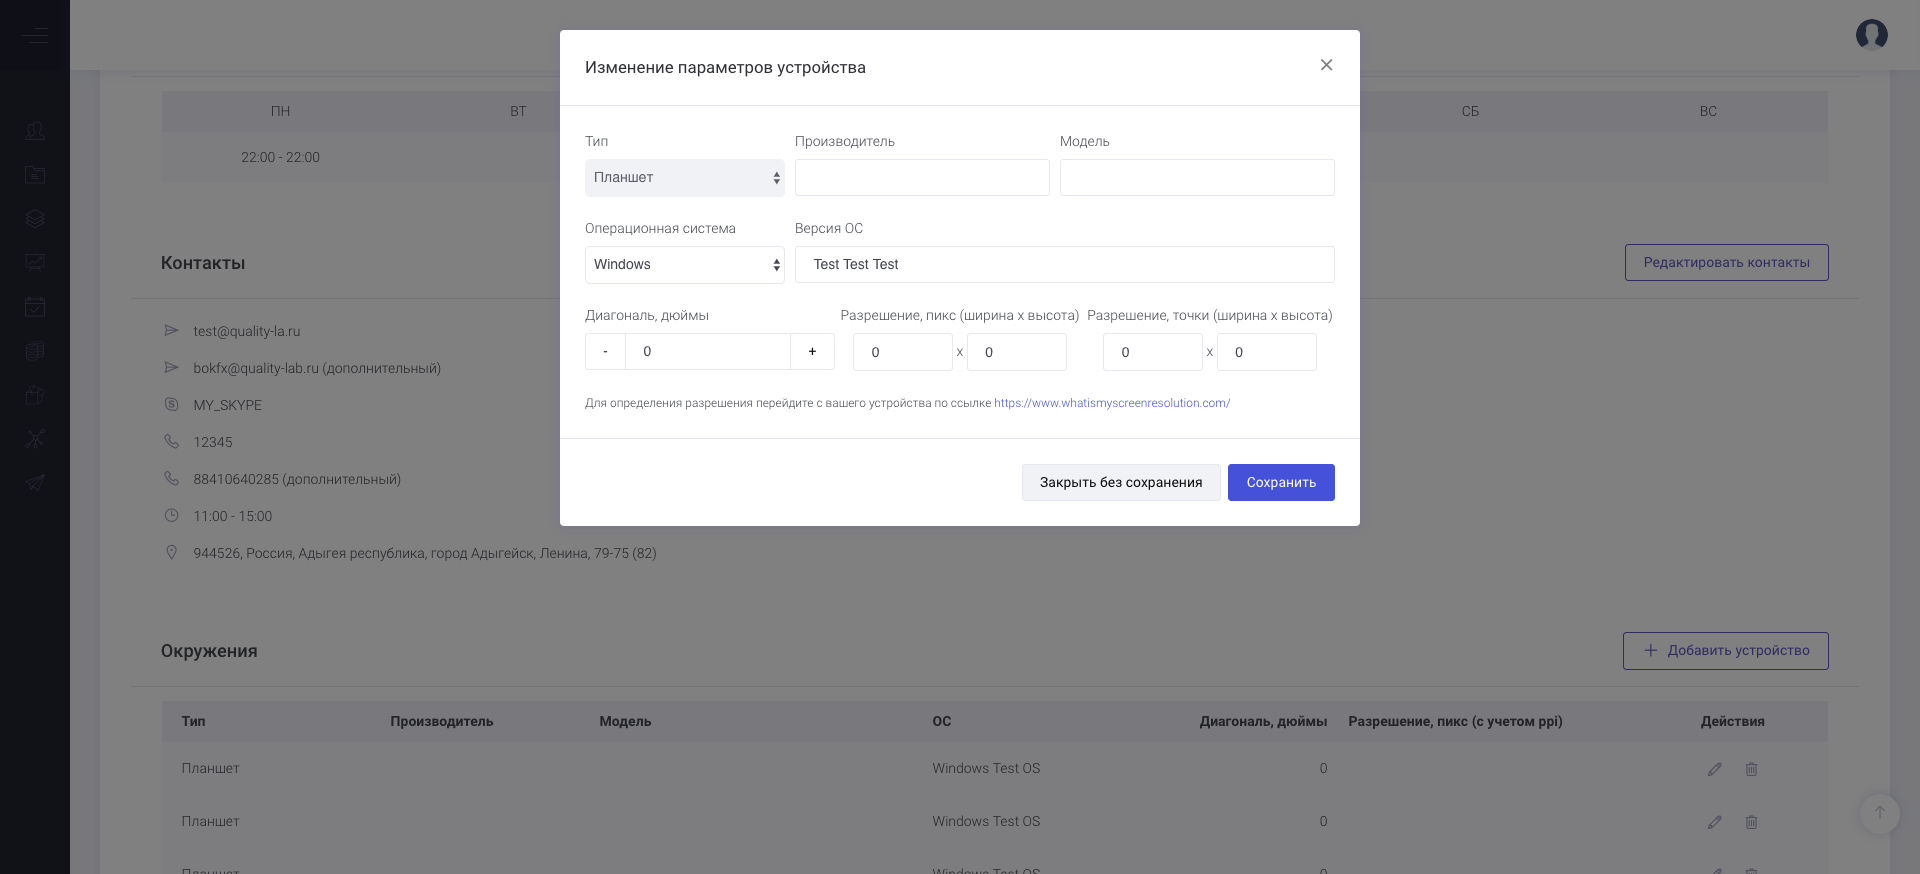 Изменение параметров устройства
ПН ВТ СБ ВС
22:00 - 22:00
Тип Производитель Модель
Планшет
Операционная система Версия ОС
Windows Test Test Test
Диагональ, дюймы Разрешение, пикс (ширина x высота) Разрешение, точки (ширина x высота)
- 0 + 0 x 0 0 x 0
Для определения разрешения перейдите с вашего устройства по ссылке https://www.whatismyscreenresolution.com/
Закрыть без сохранения Сохранить
Контакты Редактировать контакты
test@quality-la.ru
bokfx@quality-lab.ru (дополнительный)
MY_SKYPE
12345
88410640285 (дополнительный)
11:00 - 15:00
944526, Россия, Адыгея республика, город Адыгейск, Ленина, 79-75 (82)
Окружения Добавить устройство
Тип Производитель Модель ОС Диагональ, дюймы Разрешение, пикс (с учетом ppi) Действия
Планшет Windows Test OS 0
Планшет Windows Test OS 0
Планшет Windows Test OS 0